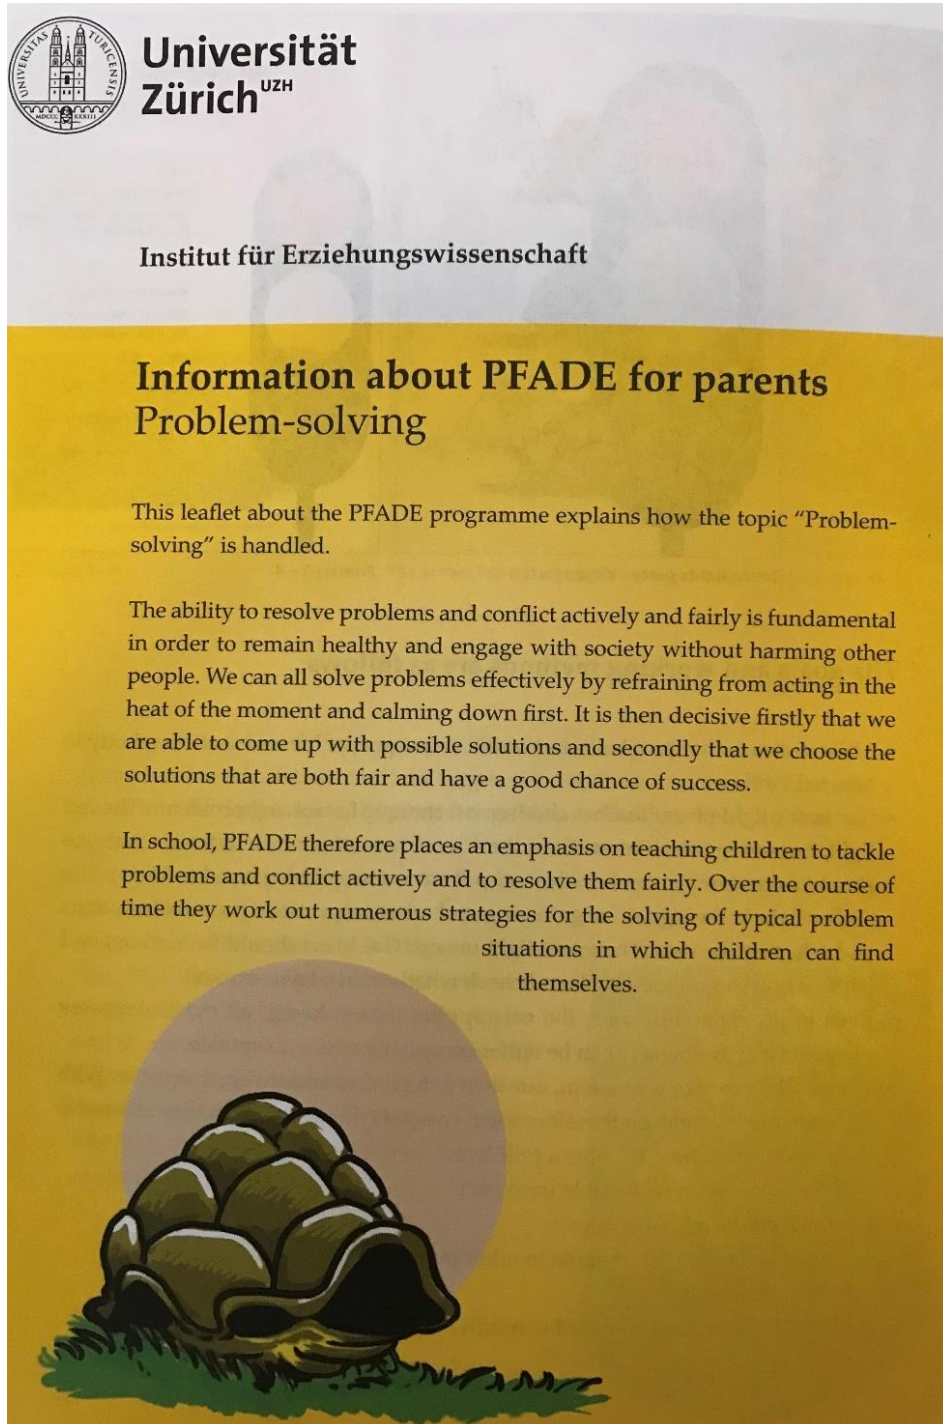 UNIVERSITAS TURICENSIS
MDCCC XXXIII
Universität
Zürich UZH
Institut für Erziehungswissenschaft
Information about PFADE for parents
Problem-solving
This leaflet about the PFADE programme explains how the topic “Problem-
solving” is handled.
The ability to resolve problems and conflict actively and fairly is fundamental
in order to remain healthy and engage with society without harming other
people. We can all solve problems effectively by refraining from acting in the
heat of the moment and calming down first. It is then decisive firstly that we
are able to come up with possible solutions and secondly that we choose the
solutions that are both fair and have a good chance of success.
In school, PFADE therefore places an emphasis on teaching children to tackle
problems and conflict actively and to resolve them fairly. Over the course of
time they work out numerous strategies for the solving of typical problem
situations in which children can find
themselves.